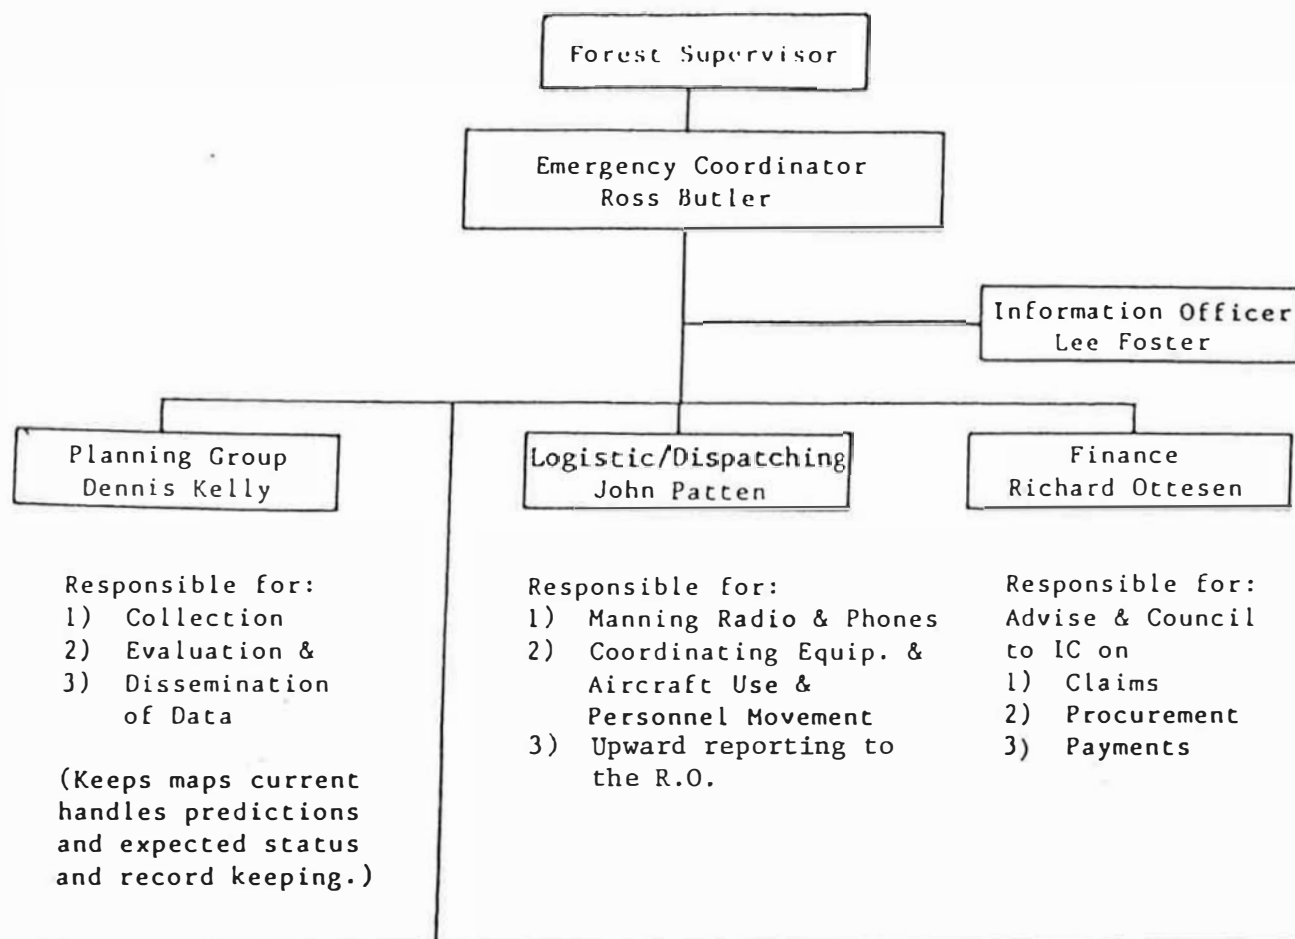 Forest Supervisor
Emergency Coordinator
Ross Butler
Information Officer
Lee Foster
Planning Group
Dennis Kelly
Logistic/Dispatching
John Patten
Finance
Richard Ottesen
Responsible for:
1) Collection
2) Evaluation &
3) Dissemination
of Data
(Keeps maps current
handles predictions
and expected status
and record keeping.)
Responsible for:
1) Manning Radio & Phones
2) Coordinating Equip. &
Aircraft Use &
Personnel Movement
3) Upward reporting to
the R.O.
Responsible for:
Advise & Council
to IC on
1) Claims
2) Procurement
3) Payments